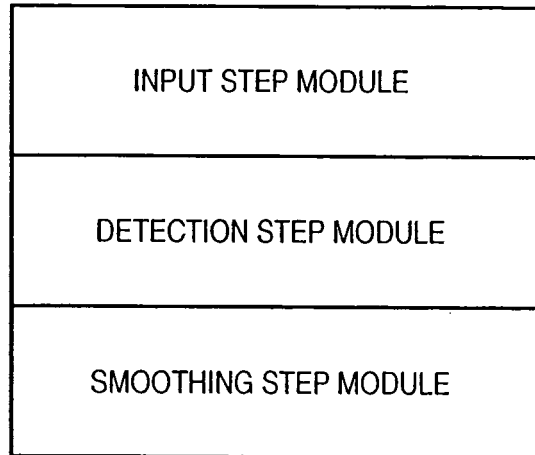 INPUT STEP MODULE
DETECTION STEP MODULE
SMOOTHING STEP MODULE